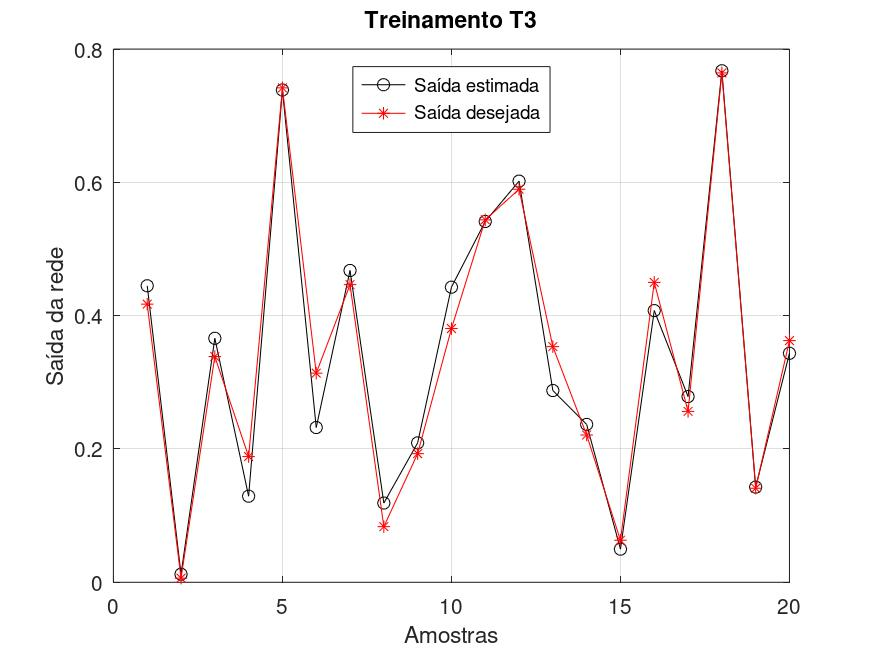 Treinamento T3
Saída estimada
Saída desejada
Saída da rede
0.8
0.6
0.4
0.2
0
0 5 10 15 20
Amostras